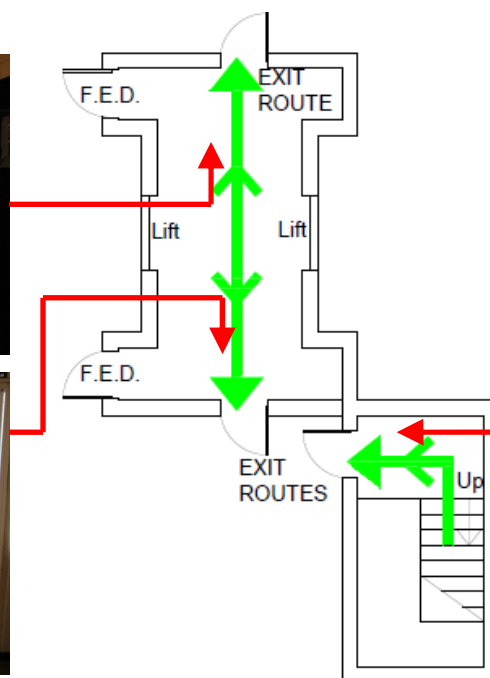 F.E.D.
EXIT
ROUTE
Lift
Lift
F.E.D.
EXIT
ROUTES
Up